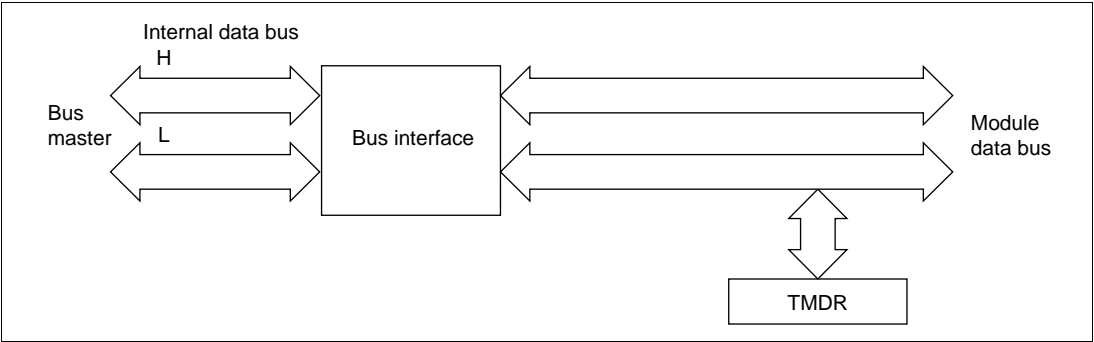 Internal data bus
H
Bus
master
L
Bus interface
Module
data bus
TMDR